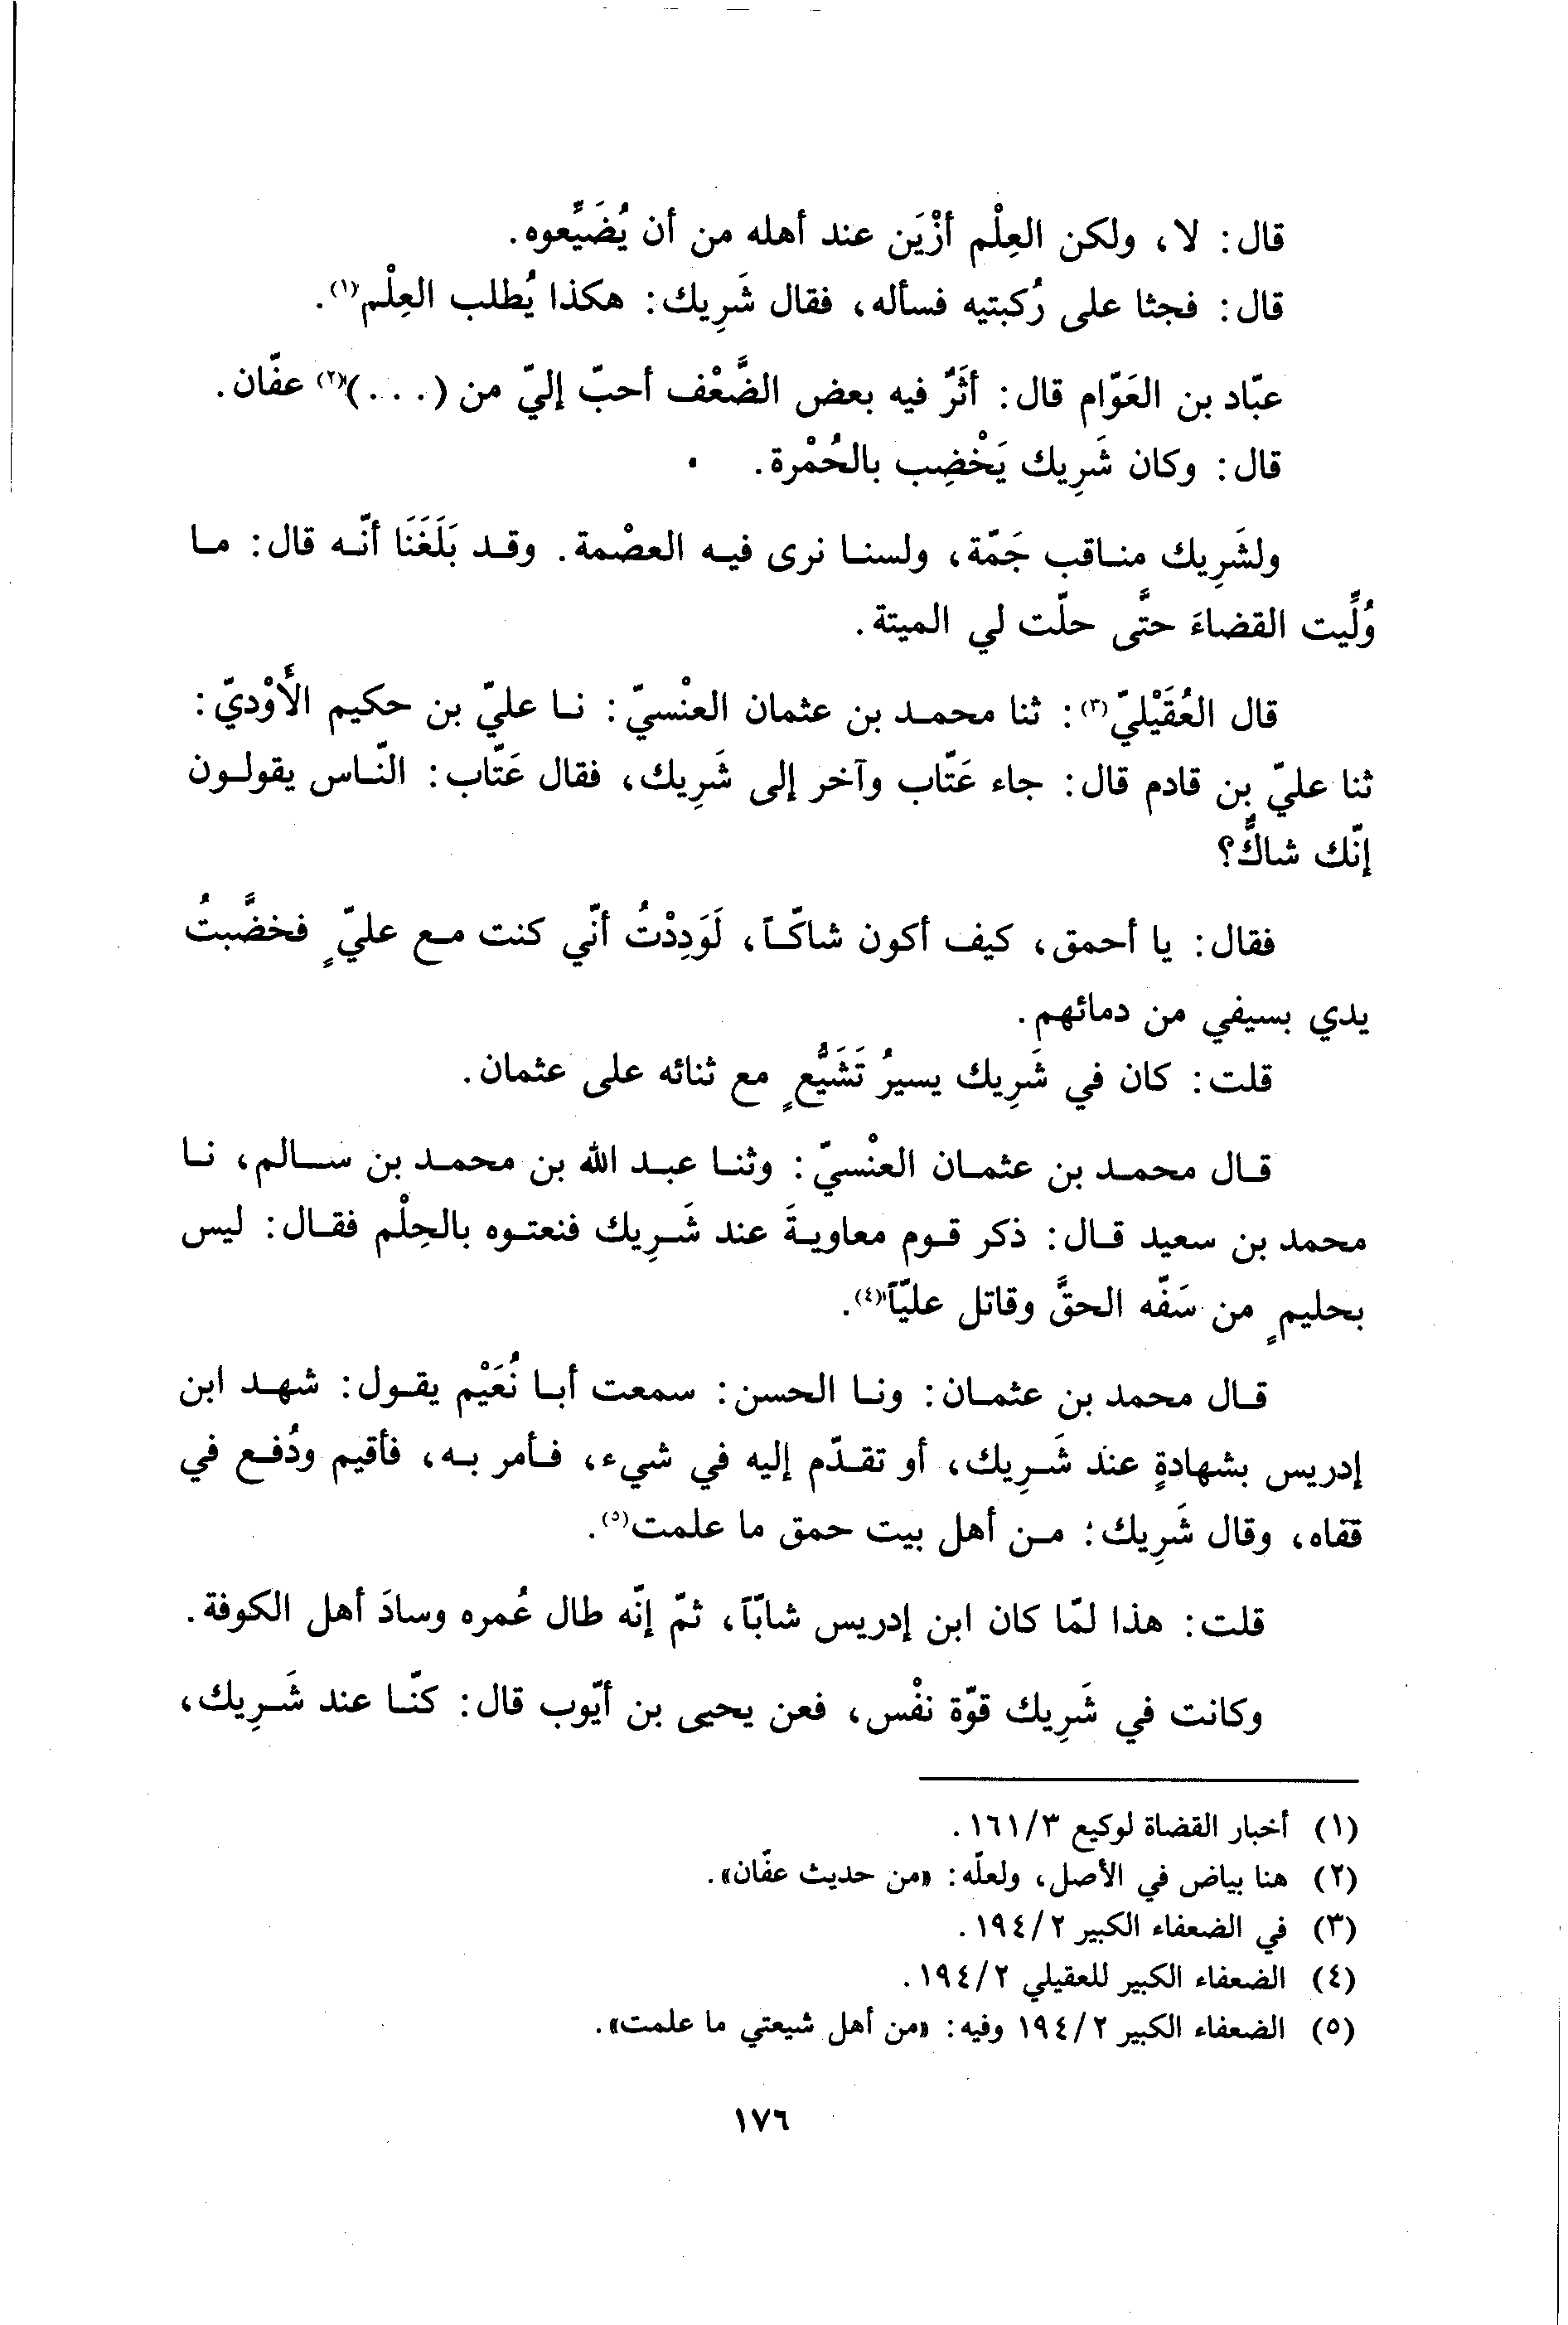 قال: لا، ولكن العِلْم أزْيَن عند أهله من أن يُضَيِّعوه.
قال: فجثا على رُكبتيه فسأله، فقال شَرِيك: هكذا يُطلب العِلْم(١).
عبّاد بن العَوّام قال: أثَرٌ فيه بعض الضَّعْف أحبّ إليّ من (...)(٢) عفّان.
قال: وكان شَرِيك يَخْضِب بالحُمْرة.
ولشَرِيك مناقب جَمّة، ولسنا نرى فيه العصْمة. وقد بَلَغَنَا أنّه قال: ما
وُلِّيت القضاءَ حتَّى حلّت لي الميتة.
قال العُقَيْليّ(٣): ثنا محمد بن عثمان العنْسيّ: نا عليّ بن حكيم الأَوْديّ:
ثنا عليّ بن قادم قال: جاء عَتّاب وآخر إلى شَرِيك، فقال عَتّاب: النّاس يقولون
إنّك شاكٌّ؟
فقال: يا أحمق، كيف أكون شاكّاً، لَوَدِدْتُ أنّي كنت مع عليّ ٍ فخضَّبتُ
يدي بسيفي من دمائهم.
قلت: كان في شَرِيك يسيرُ تَشَيُّع ٍ مع ثنائه على عثمان.
قال محمد بن عثمان العنْسيّ: وثنا عبد الله بن محمد بن سالم، نا
محمد بن سعيد قال: ذكر قوم معاويةَ عند شَرِيك فنعتوه بالحِلْم فقال: ليس
بحليم ٍ من سَفّه الحقَّ وقاتل عليّاً(٤).
قال محمد بن عثمان: ونا الحسن: سمعت أبا نُعَيْم يقول: شهد ابن
إدريس بشهادةٍ عند شَرِيك، أو تقدّم إليه في شيء، فأمر به، فأقيم ودُفع في
قفاه، وقال شَرِيك: من أهل بيت حمق ما علمت(٥).
قلت: هذا لمّا كان ابن إدريس شابّاً، ثمّ إنّه طال عُمره وسادَ أهل الكوفة.
وكانت في شَرِيك قوّة نفْس، فعن يحيى بن أيّوب قال: كنّا عند شَرِيك،
(١) أخبار القضاة لوكيع ٣/١٦١.
(٢) هنا بياض في الأصل، ولعلّه: «من حديث عفّان».
(٣) في الضعفاء الكبير ٢/١٩٤.
(٤) الضعفاء الكبير للعقيلي ٢/١٩٤.
(٥) الضعفاء الكبير ٢/١٩٤ وفيه: «من أهل شيعتي ما علمت».
١٧٦